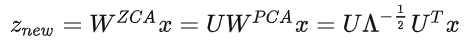 $z_{new} = W^{ZCA}x = UW^{PCA}x = U\Lambda^{-\frac{1}{2}}U^{T}x$